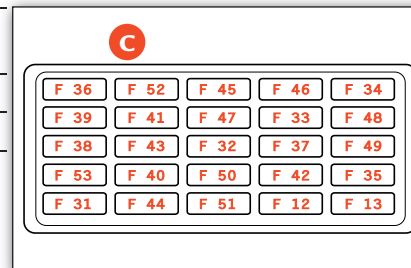 C
F 36 F 52 F 45 F 46 F 34
F 39 F 41 F 47 F 33 F 48
F 38 F 43 F 32 F 37 F 49
F 53 F 40 F 50 F 42 F 35
F 31 F 44 F 51 F 12 F 13